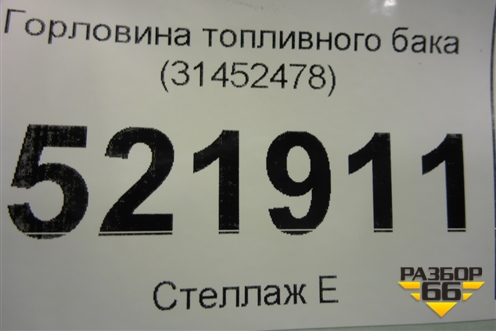 Горловина топливного бака
(31452478)
521911
Стеллаж Е
РАЗБОР
66